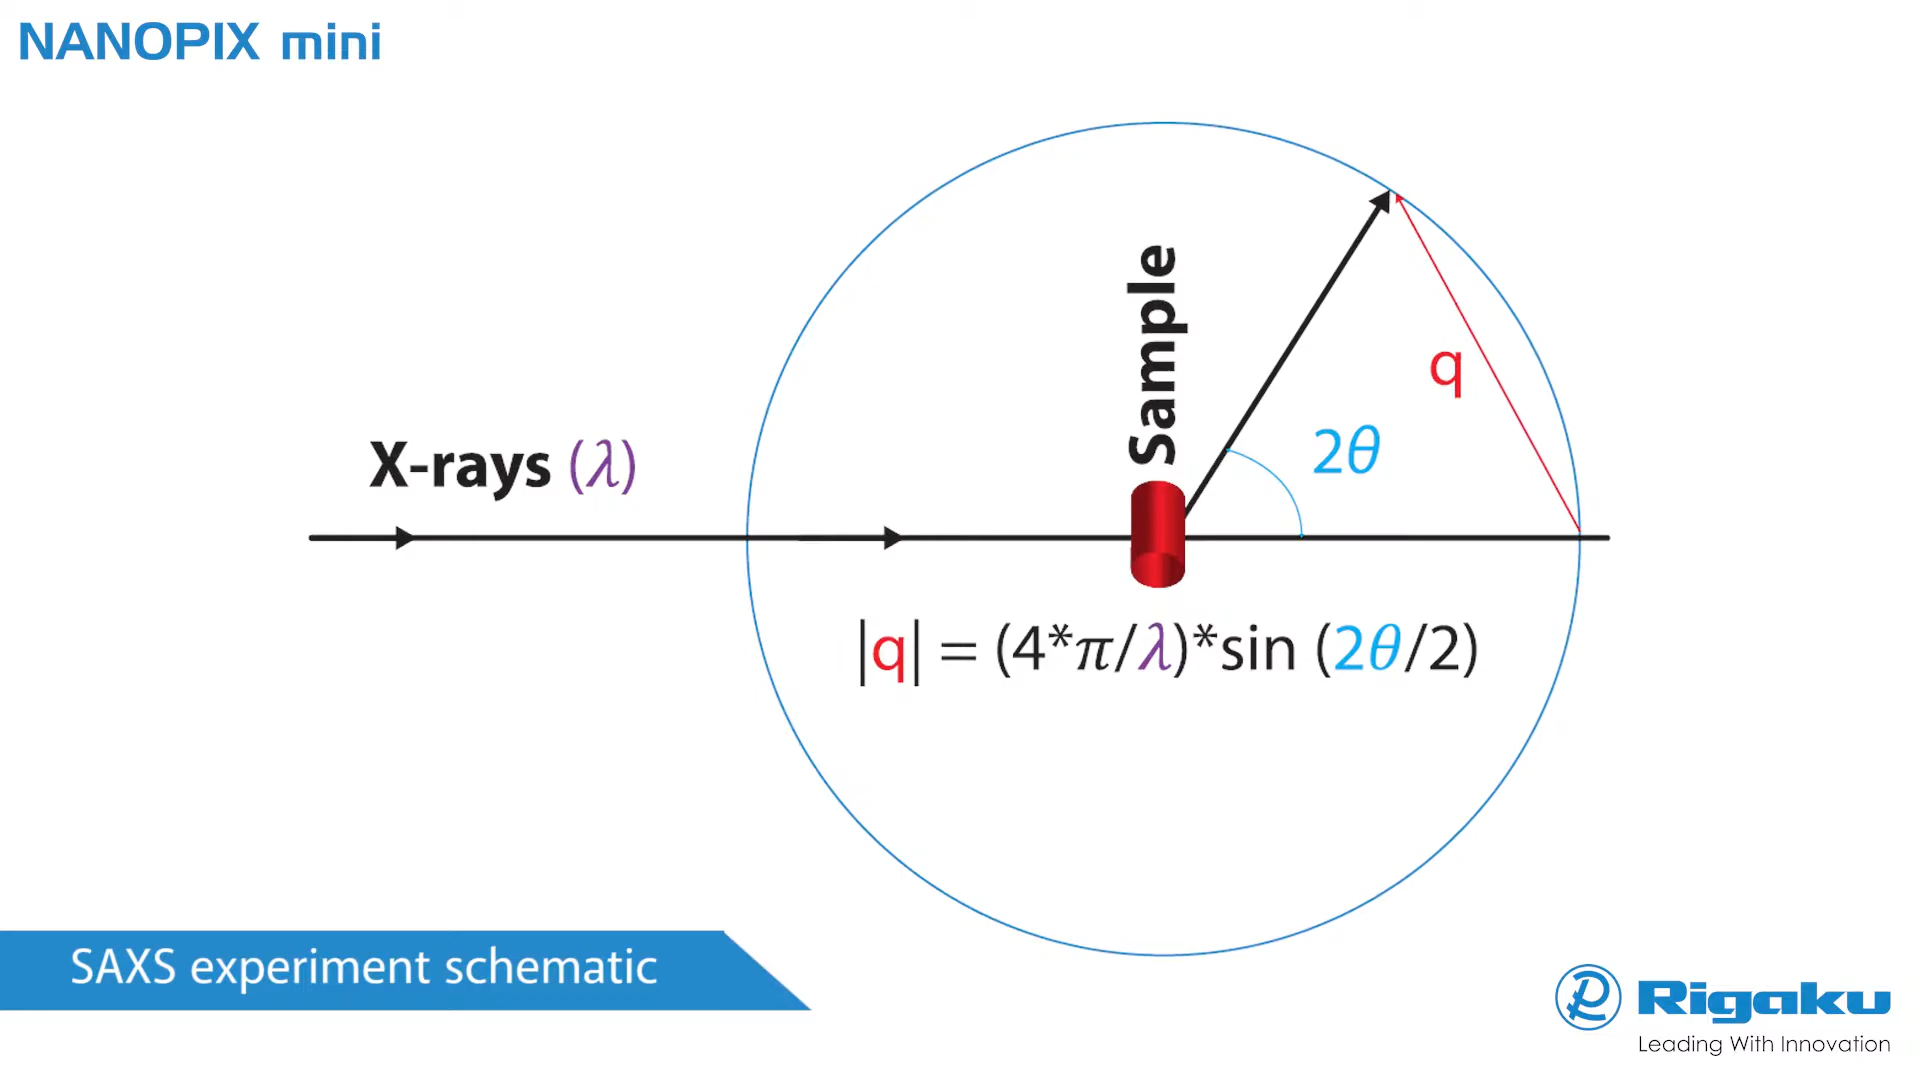 NANOPIX mini
Sample
q
2θ
X-rays (λ)
|q| = (4*π/λ)*sin (2θ/2)
SAXS experiment schematic
Rigaku
Leading With Innovation